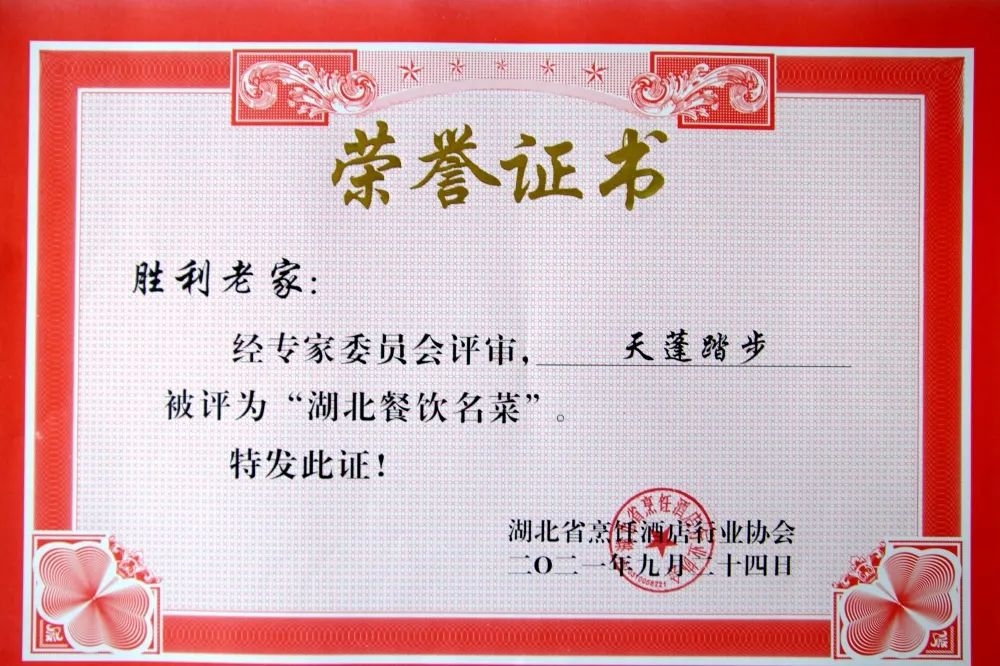 荣誉证书
胜利老家：
经专家委员会评审，天蓬踏步
被评为“湖北餐饮名菜”。
特发此证！
湖北省烹饪酒店行业协会
二〇二一年九月二十四日